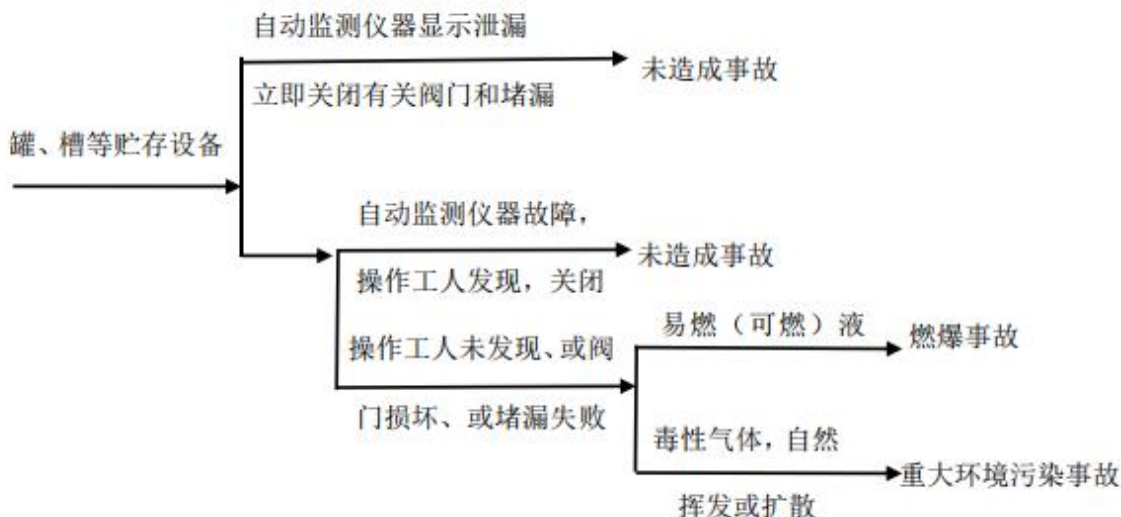 自动监测仪器显示泄漏
未造成事故
立即关闭有关阀门和堵漏
罐、槽等贮存设备
自动监测仪器故障，
未造成事故
操作工人发现，关闭
易燃（可燃）液
燃爆事故
操作工人未发现、或阀
门损坏、或堵漏失败
毒性气体，自然
重大环境污染事故
挥发或扩散